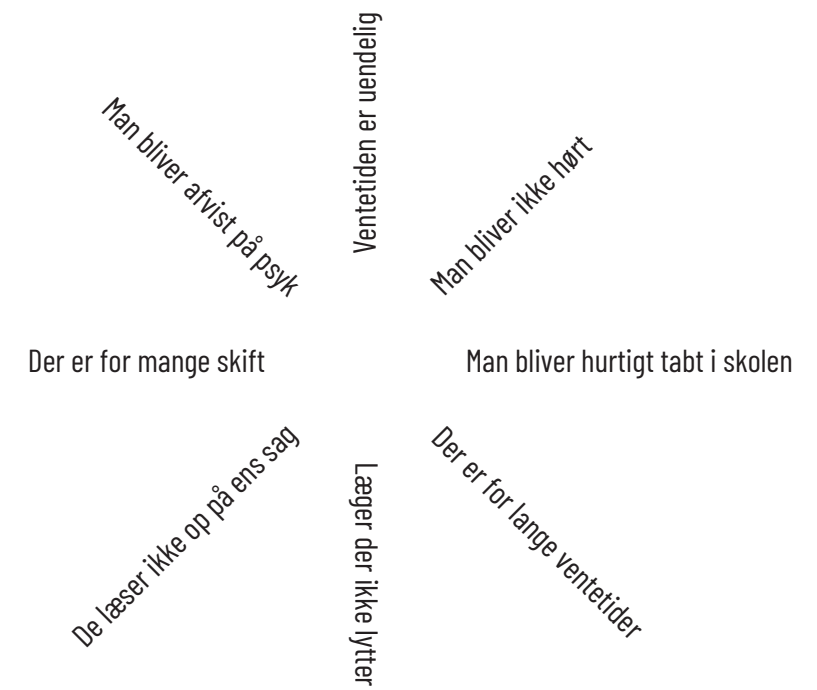 Ventetiden er uendelig
Man bliver afvist på psyk
Man bliver ikke hørt
Der er for mange skift
Man bliver hurtigt tabt i skolen
De læser ikke op på ens sag
Læger der ikke lytter
Der er for lange ventetider